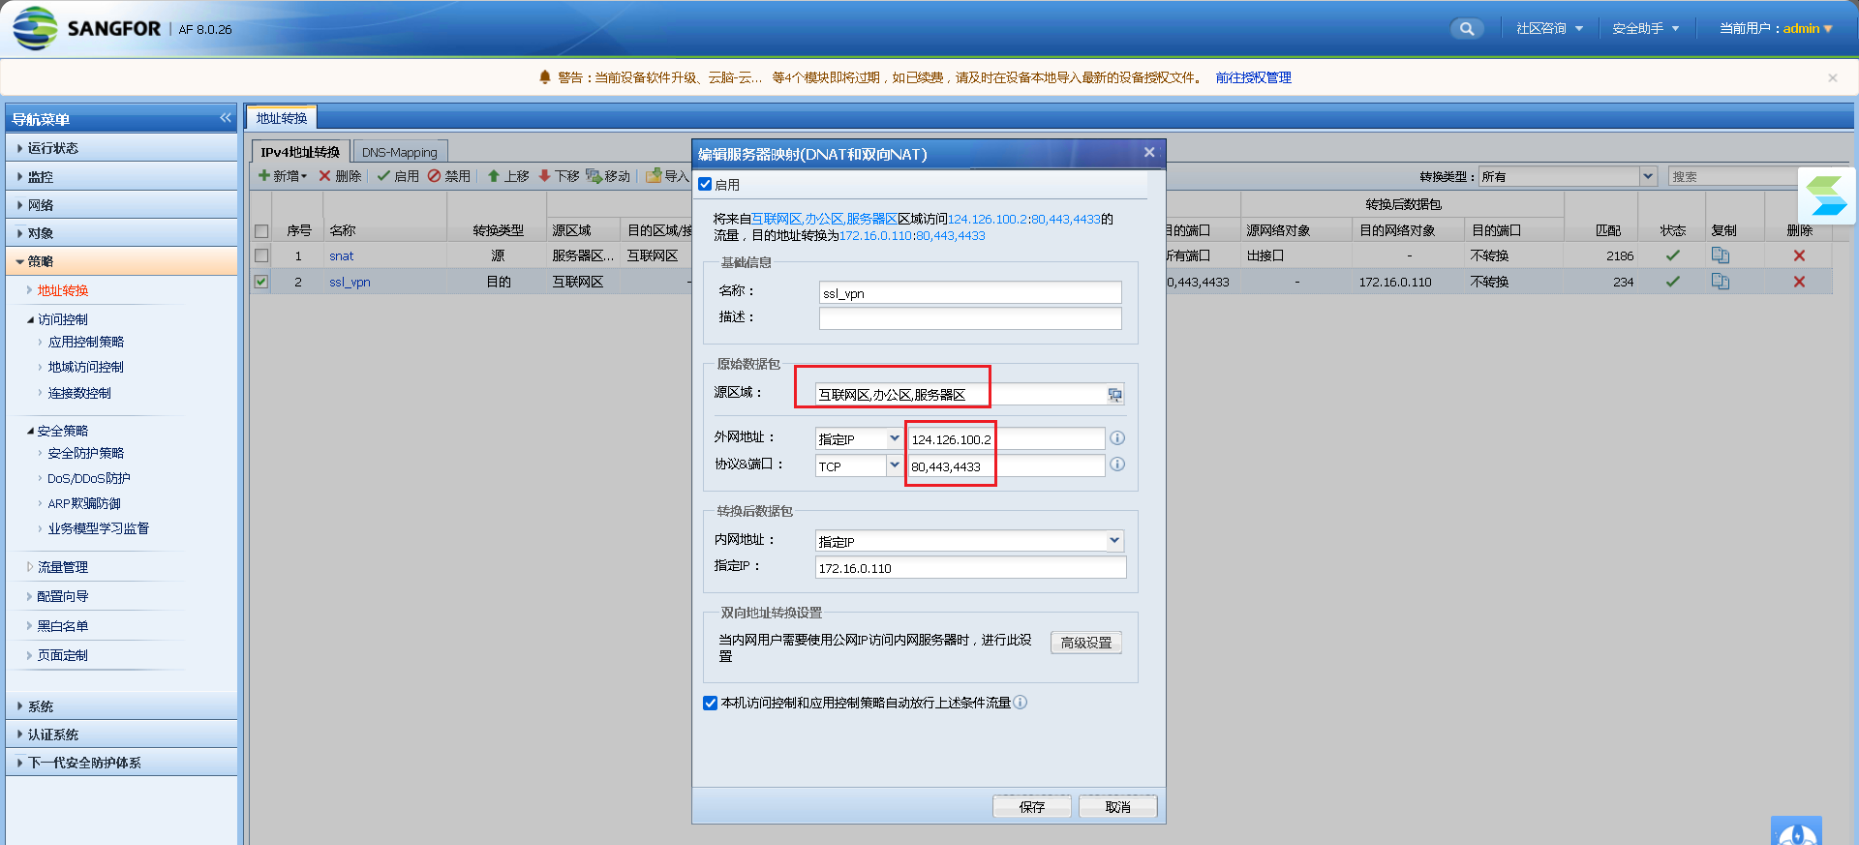 SANGFOR | AF 8.0.26
社区咨询
安全助手
当前用户：admin
警告：当前设备软件升级、云脑-云... 等4个模块即将过期，如已续费，请及时在设备本地导入最新的设备授权文件。 前往授权管理
导航菜单
运行状态
监控
网络
对象
策略
地址转换
访问控制
应用控制策略
地域访问控制
连接数控制
安全策略
安全防护策略
DoS/DDoS防护
ARP欺骗防御
业务模型学习监督
流量管理
配置向导
黑白名单
页面定制
系统
认证系统
下一代安全防护体系
地址转换
IPv4地址转换 DNS-Mapping
新增 删除 启用 禁用 上移 下移 移动 导入
转换类型： 所有 搜索
转换后数据包
序号 名称 转换类型 源区域 目的区域/接 目的端口 源网络对象 目的网络对象 目的端口 匹配 状态 复制 删除
1 snat 源 服务器区... 互联网区 所有端口 出接口 - 不转换 2186
2 ssl_vpn 目的 互联网区 - 0,443,4433 - 172.16.0.110 不转换 234
编辑服务器映射(DNAT和双向NAT)
启用
将来自互联网区,办公区,服务器区区域访问124.126.100.2:80,443,4433的
流量，目的地址转换为172.16.0.110:80,443,4433
基础信息
名称： ssl_vpn
描述：
原始数据包
源区域： 互联网区,办公区,服务器区
外网地址： 指定IP 124.126.100.2
协议&端口： TCP 80,443,4433
转换后数据包
内网地址： 指定IP
指定IP： 172.16.0.110
双向地址转换设置
当内网用户需要使用公网IP访问内网服务器时，进行此设
置
高级设置
本机访问控制和应用控制策略自动放行上述条件流量
保存 取消